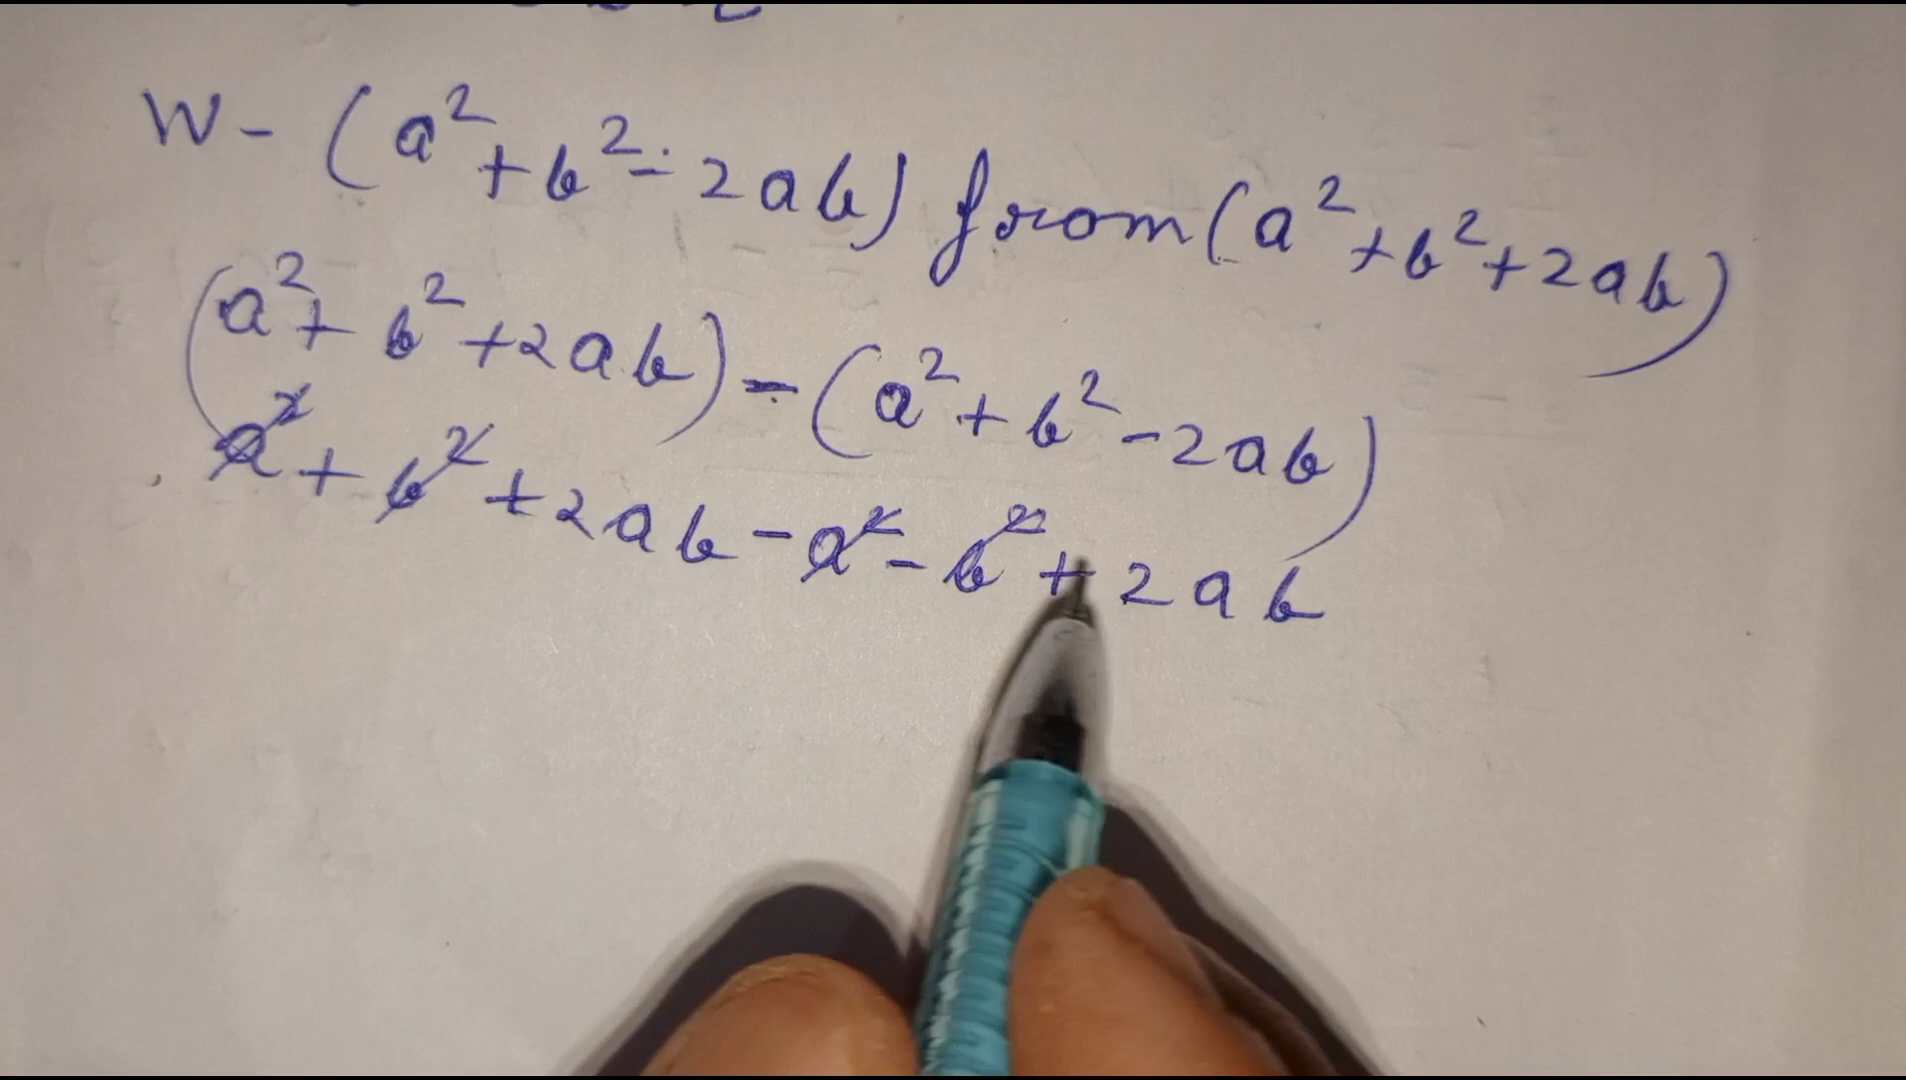 W- (a²+b²-2ab) from (a²+b²+2ab)
(a²+b²+2ab)-(a²+b²-2ab)
a²+b²+2ab-a²-b²+2ab